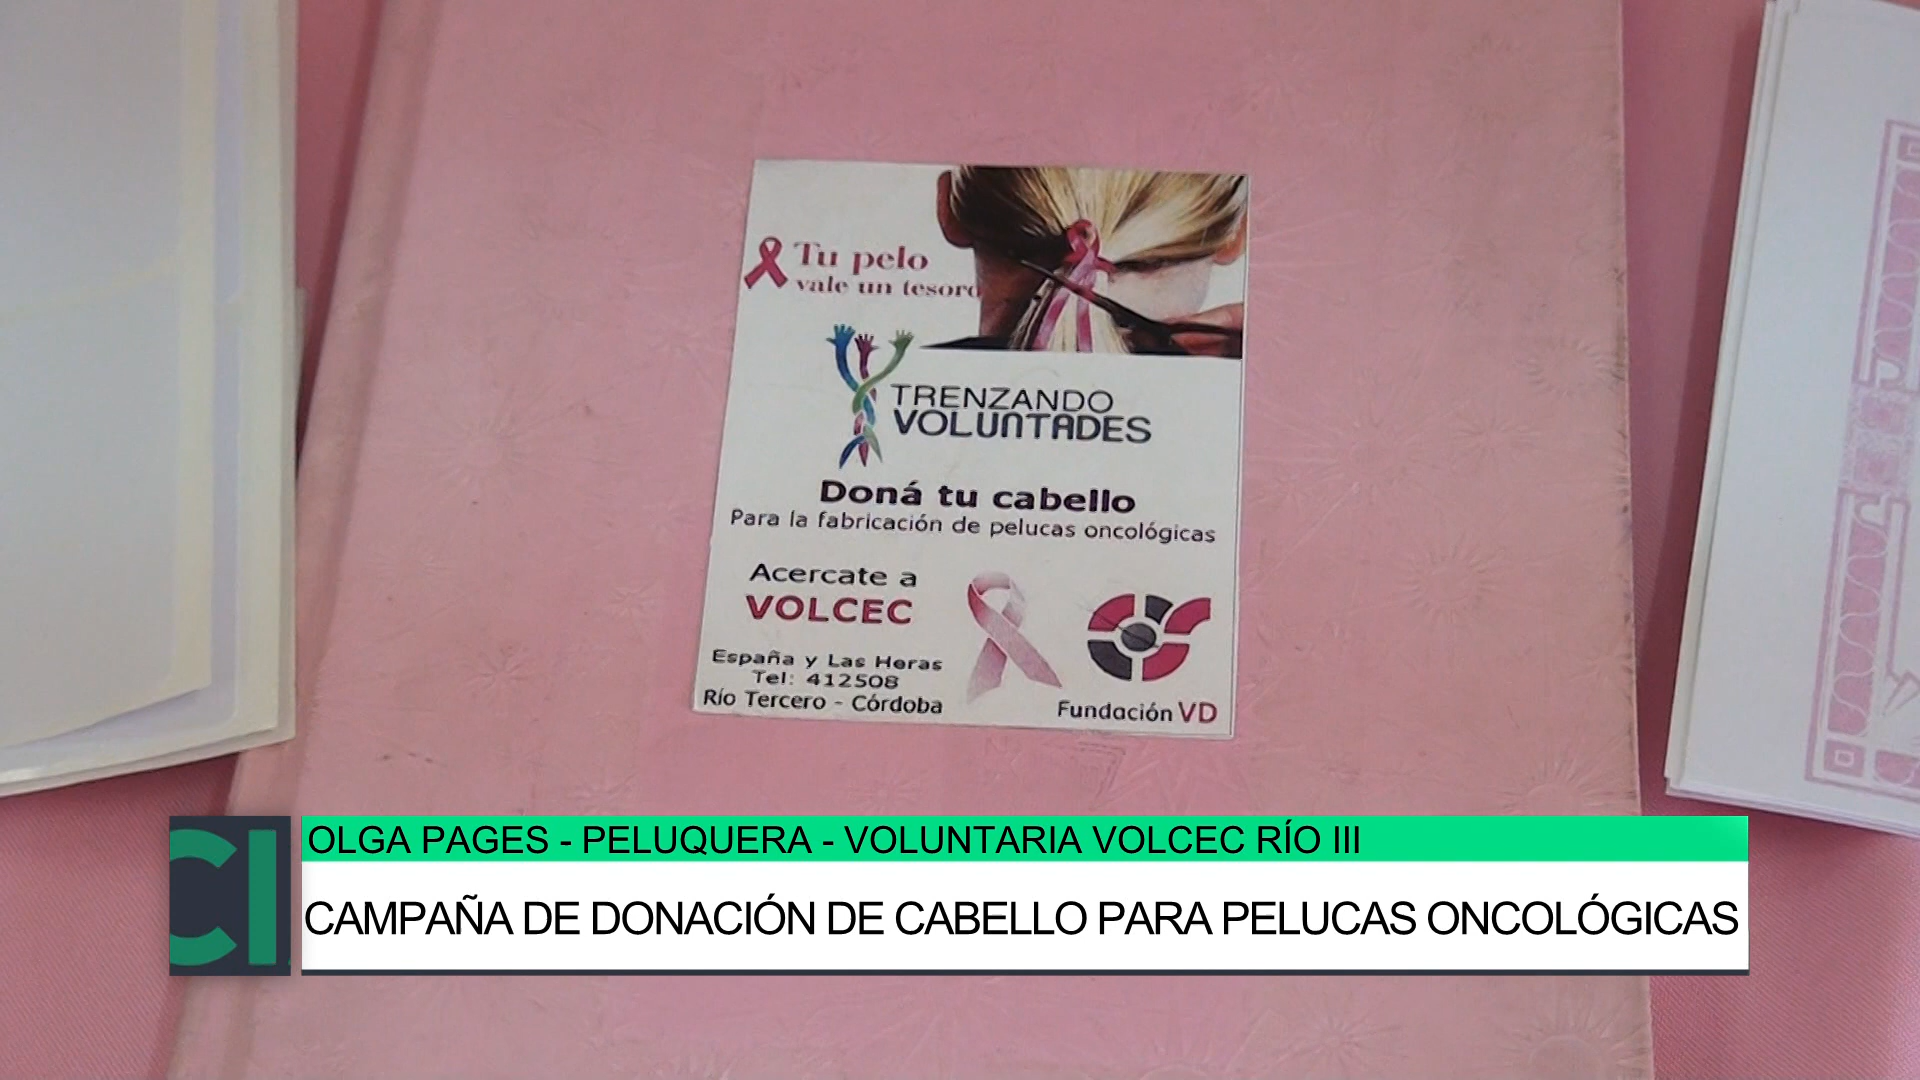 Tu pelo
vale un tesoro
TRENZANDO
VOLUNTADES
Doná tu cabello
Para la fabricación de pelucas oncológicas
Acercate a
VOLCEC
España y Las Heras
Tel: 412508
Río Tercero - Córdoba
Fundación VD
OLGA PAGES - PELUQUERA - VOLUNTARIA VOLCEC RÍO III
CAMPAÑA DE DONACIÓN DE CABELLO PARA PELUCAS ONCOLÓGICAS